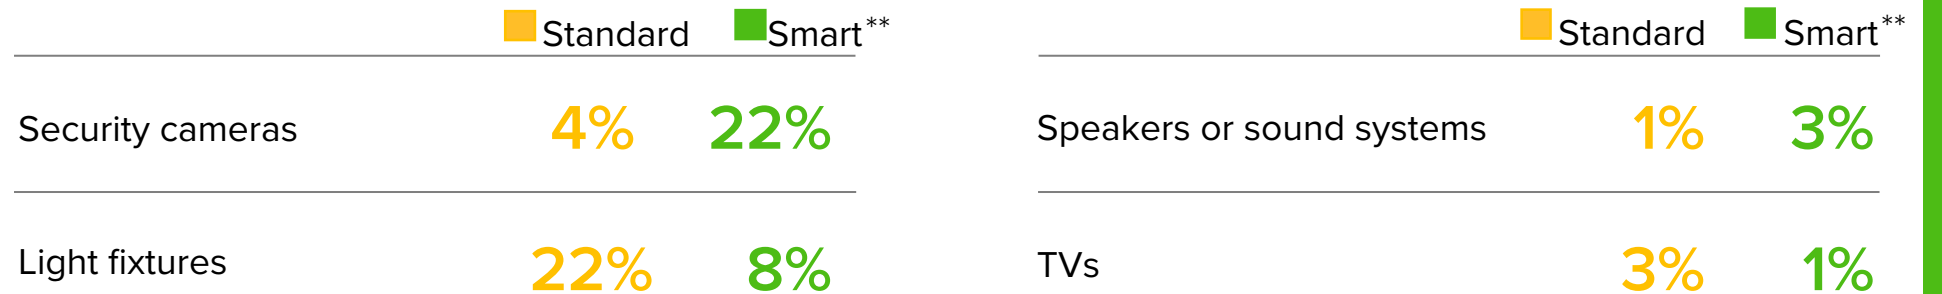 Standard Smart**
Security cameras 4% 22%
Light fixtures 22% 8%
Standard Smart**
Speakers or sound systems 1% 3%
TVs 3% 1%